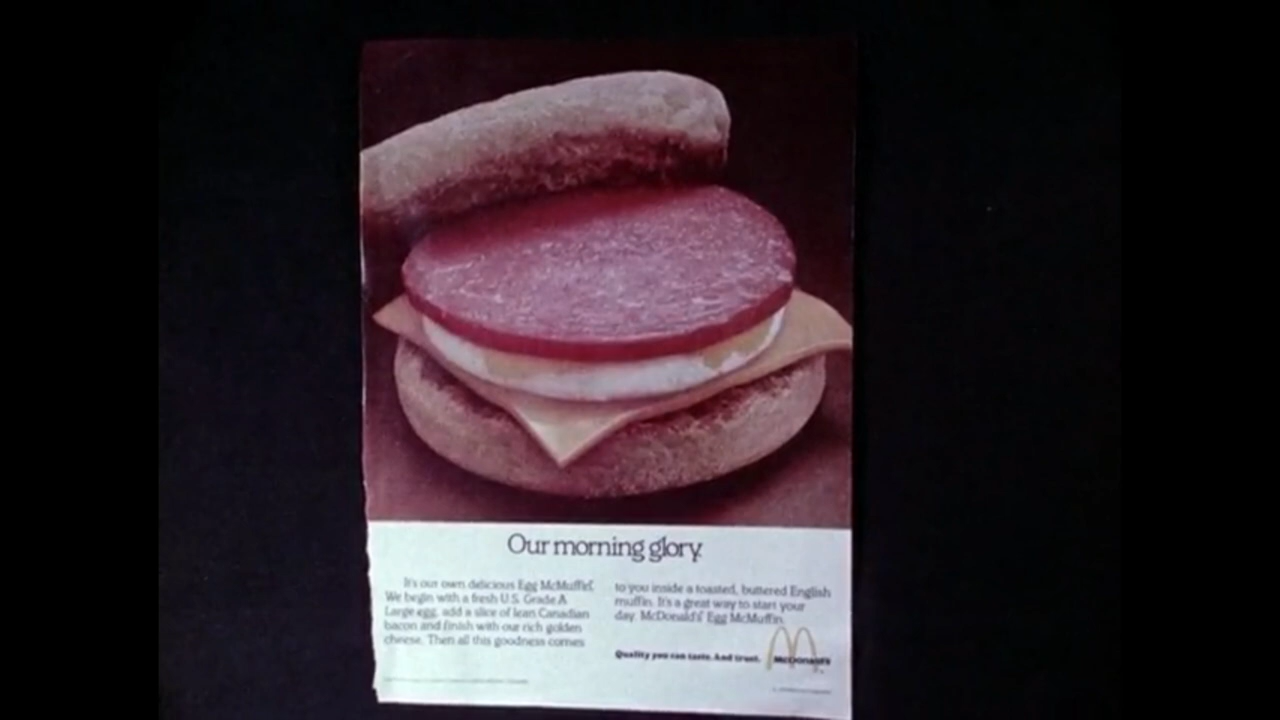 Our morning glory.
It's our own delicious Egg McMuffin®.
We begin with a fresh U.S. Grade A
Large egg, add a slice of lean Canadian
bacon and finish with our rich golden
cheese. Then all this goodness comes
to you inside a toasted, buttered English
muffin. It's a great way to start your
day. McDonald's® Egg McMuffin.
Quality you can taste. And trust.
McDonald's